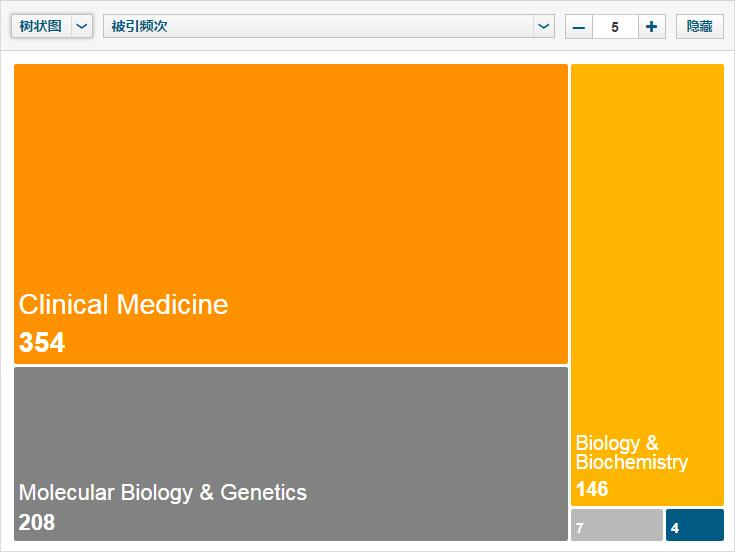 树状图
被引频次
5
隐藏
Clinical Medicine
354
Molecular Biology & Genetics
208
Biology &
Biochemistry
146
7
4